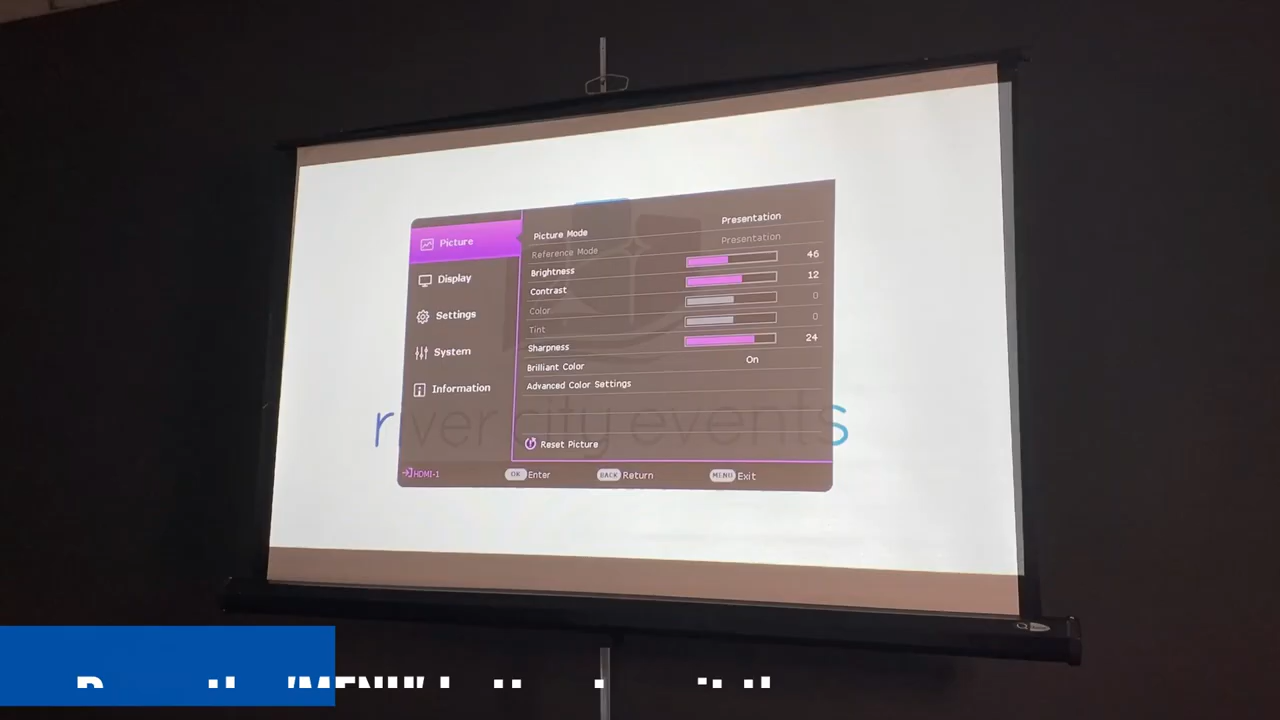 Picture
Display
Settings
System
Information
Picture Mode Presentation
Reference Mode Presentation
Brightness 46
Contrast 12
Color 0
Tint 0
Sharpness 24
Brilliant Color On
Advanced Color Settings
river city events
Reset Picture
HDMI-1 OK Enter BACK Return MENU Exit
'MENU'